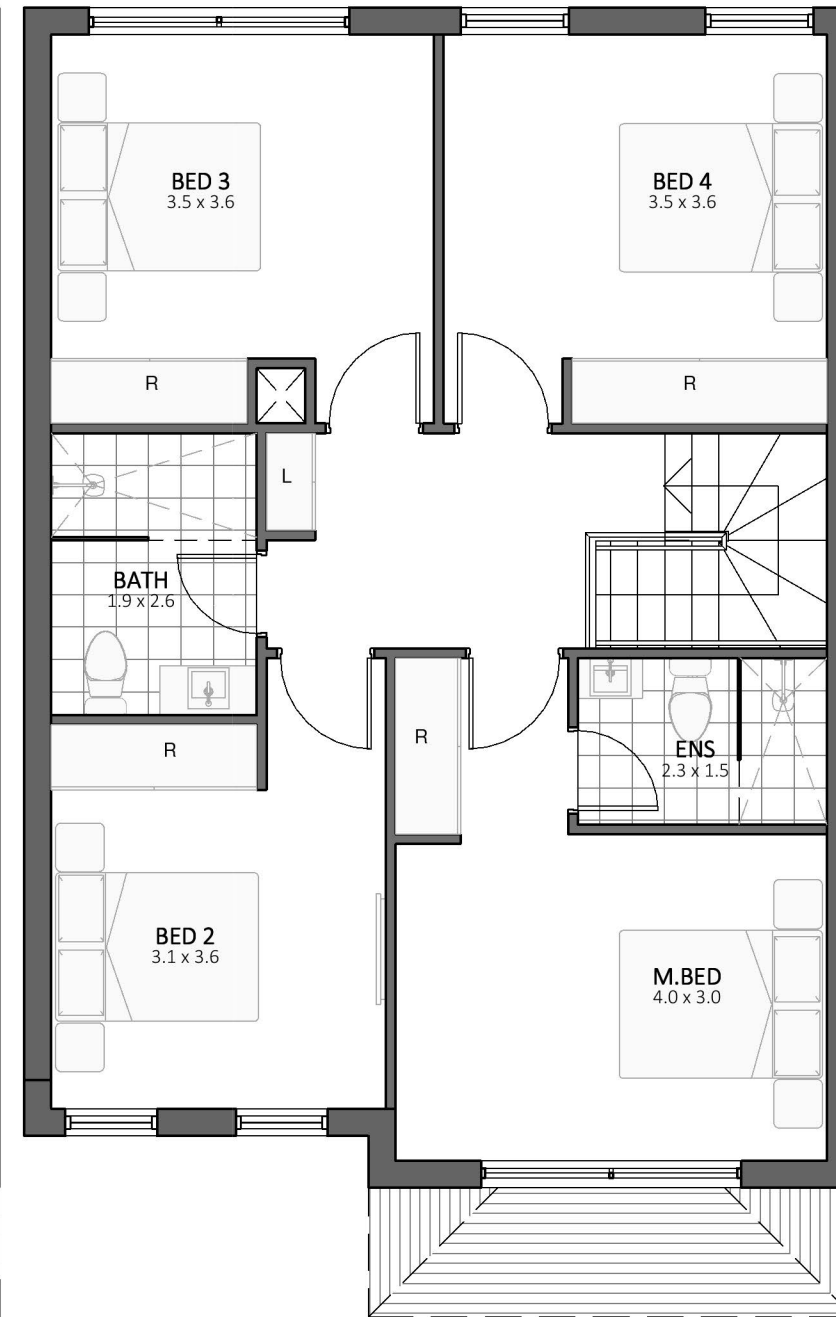 BED 3
3.5 x 3.6
BED 4
3.5 x 3.6
R
R
L
BATH
1.9 x 2.6
R
R
ENS
2.3 x 1.5
BED 2
3.1 x 3.6
M.BED
4.0 x 3.0